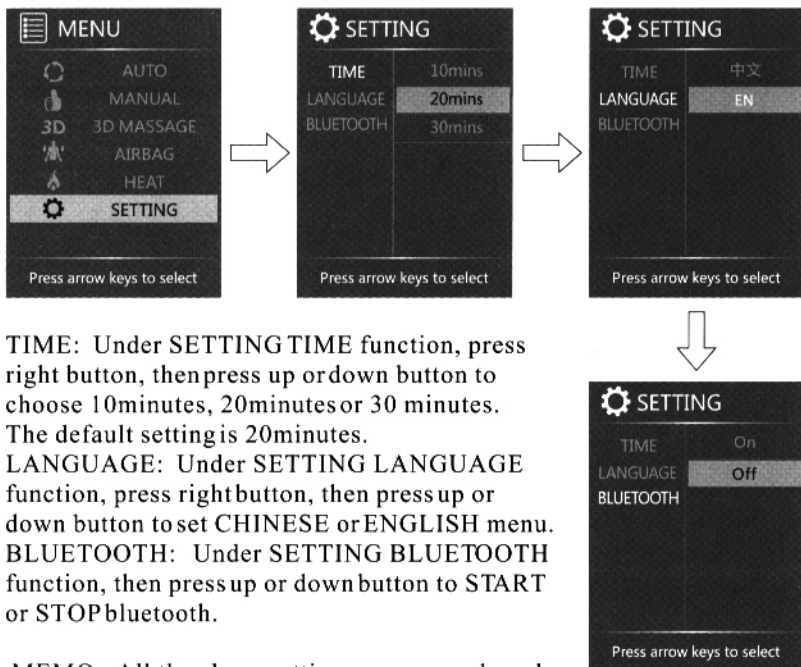 MENU
AUTO
MANUAL
3D 3D MASSAGE
AIRBAG
HEAT
SETTING
Press arrow keys to select
SETTING
TIME 10mins
LANGUAGE 20mins
BLUETOOTH 30mins
Press arrow keys to select
SETTING
TIME 中文
LANGUAGE EN
BLUETOOTH
Press arrow keys to select
TIME: Under SETTING TIME function, press
right button, then press up or down button to
choose 10minutes, 20minutes or 30 minutes.
The default setting is 20minutes.
LANGUAGE: Under SETTING LANGUAGE
function, press right button, then press up or
down button to set CHINESE or ENGLISH menu.
BLUETOOTH: Under SETTING BLUETOOTH
function, then press up or down button to START
or STOP bluetooth.
SETTING
TIME On
LANGUAGE Off
BLUETOOTH
Press arrow keys to select